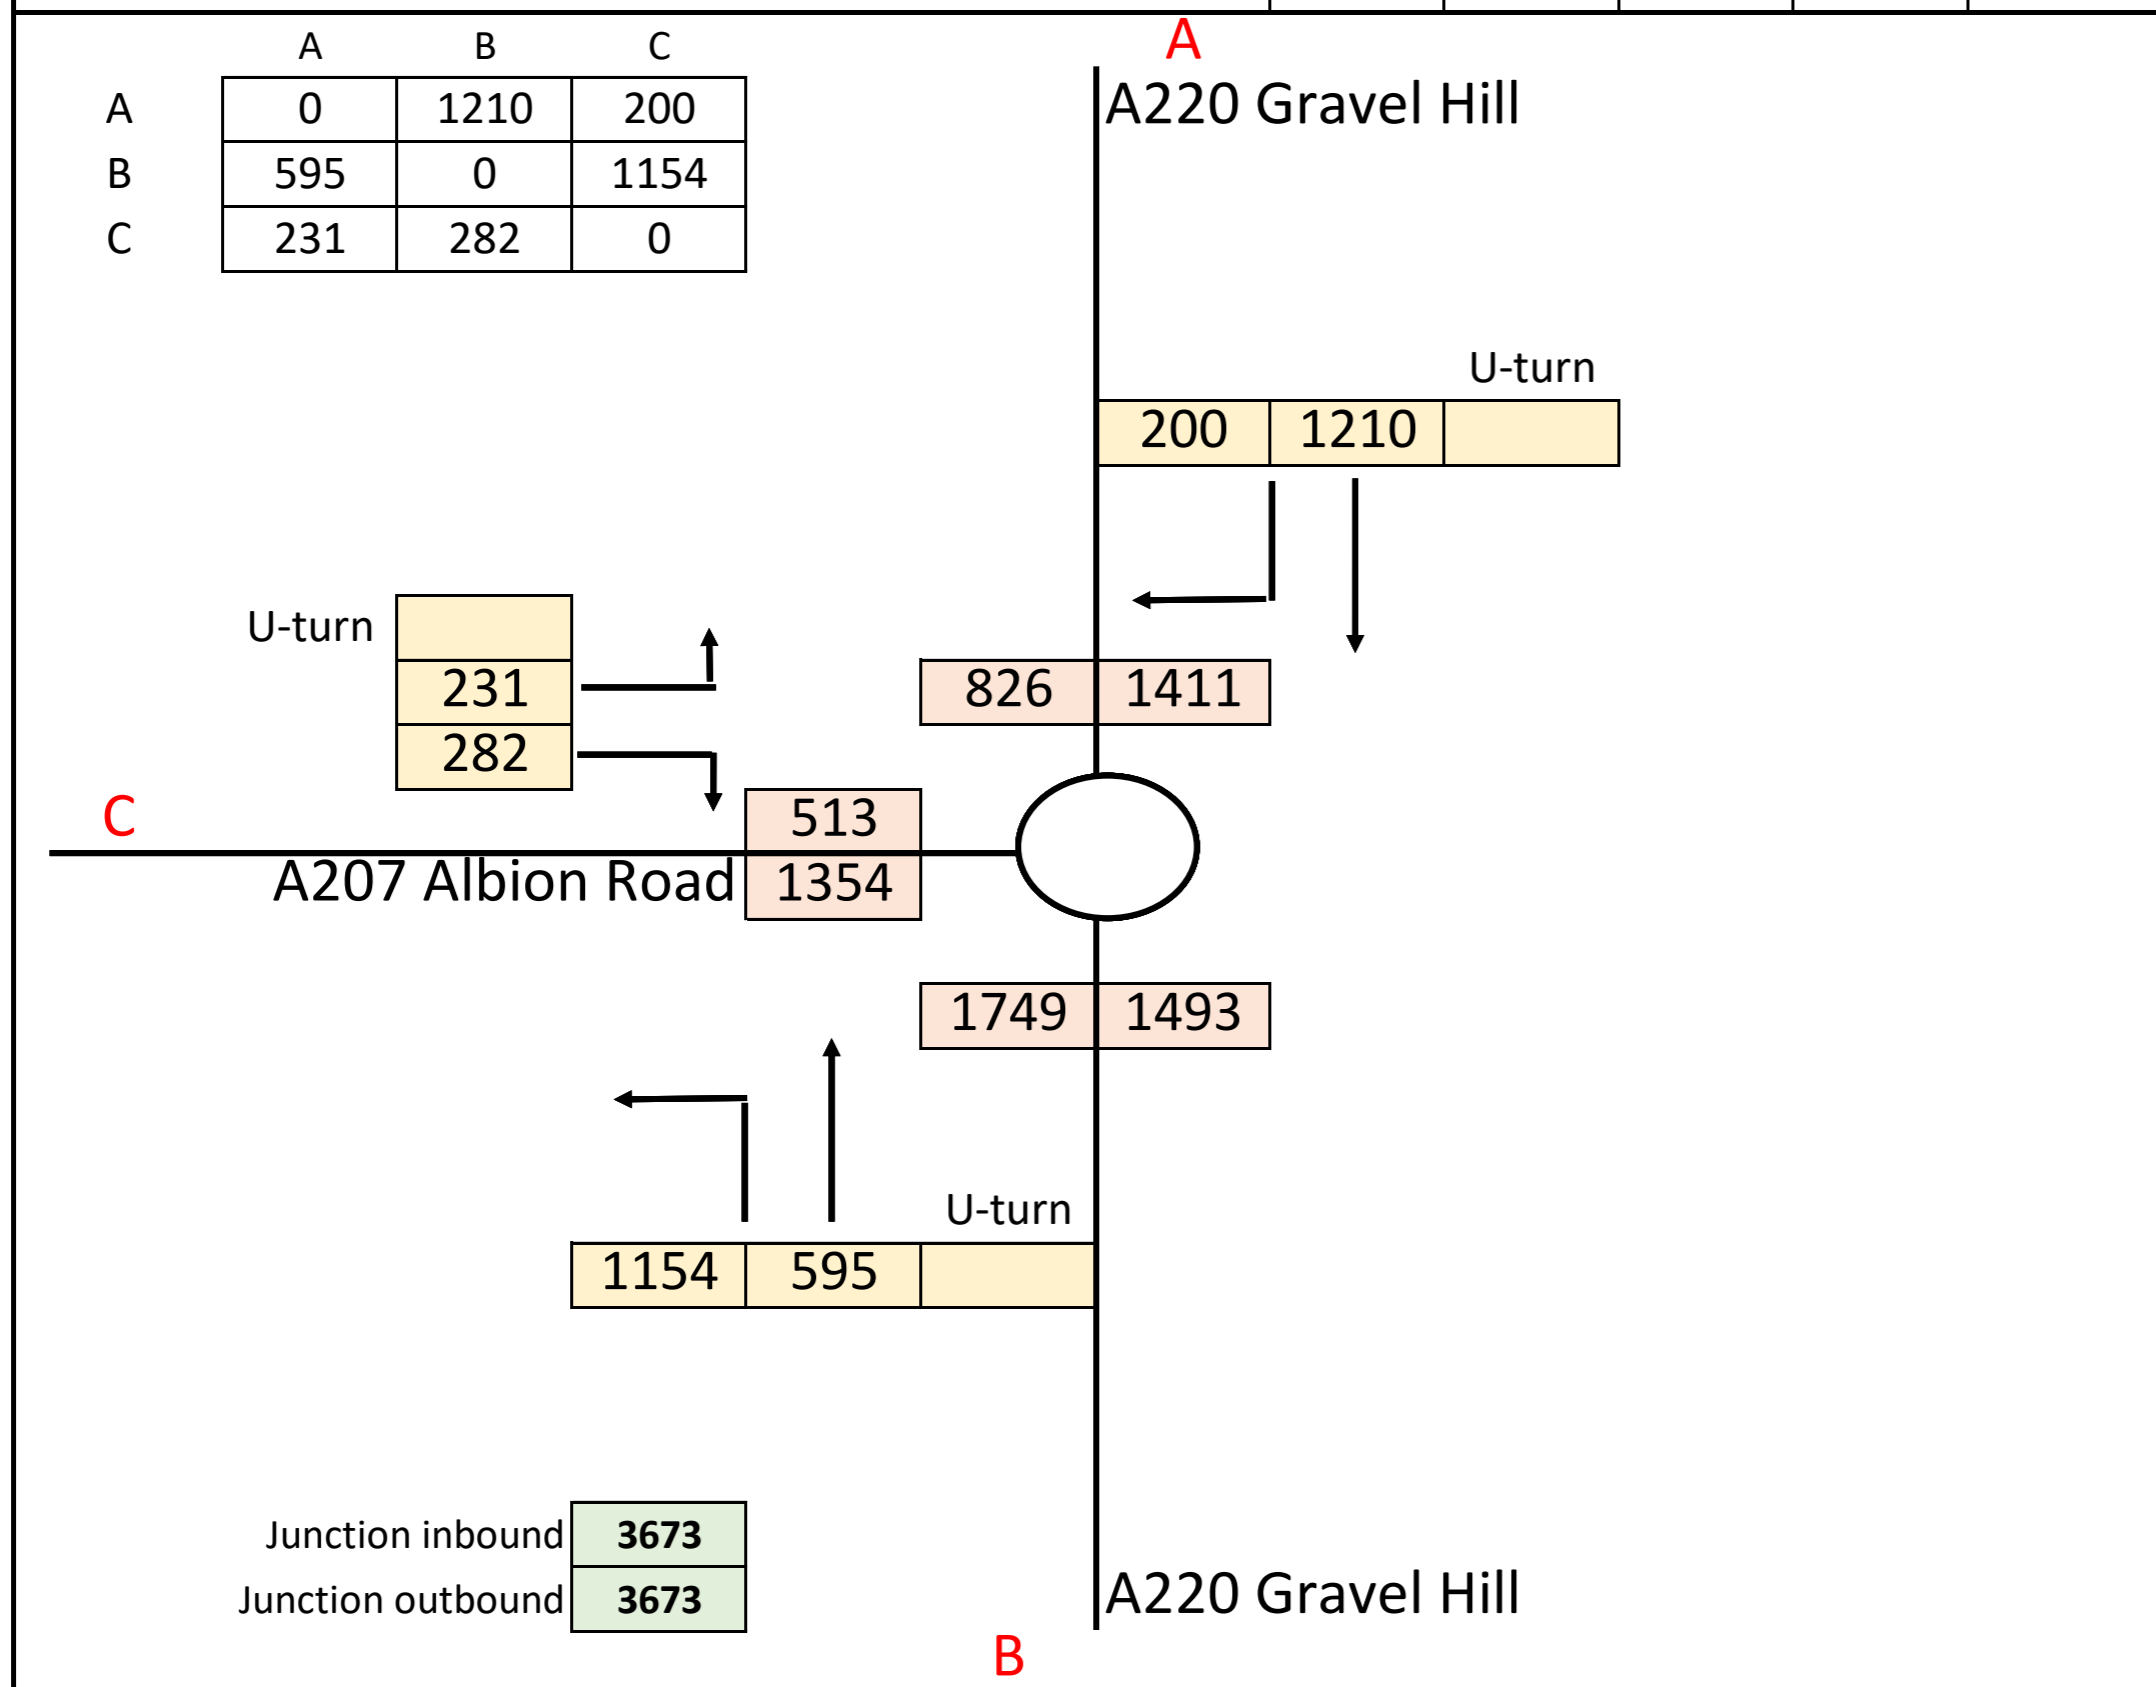 A B C
A 0 1210 200
B 595 0 1154
C 231 282 0
A
A220 Gravel Hill
U-turn
200 1210
U-turn
231
282
826 1411
C
513
A207 Albion Road 1354
1749 1493
U-turn
1154 595
Junction inbound 3673
Junction outbound 3673
A220 Gravel Hill
B